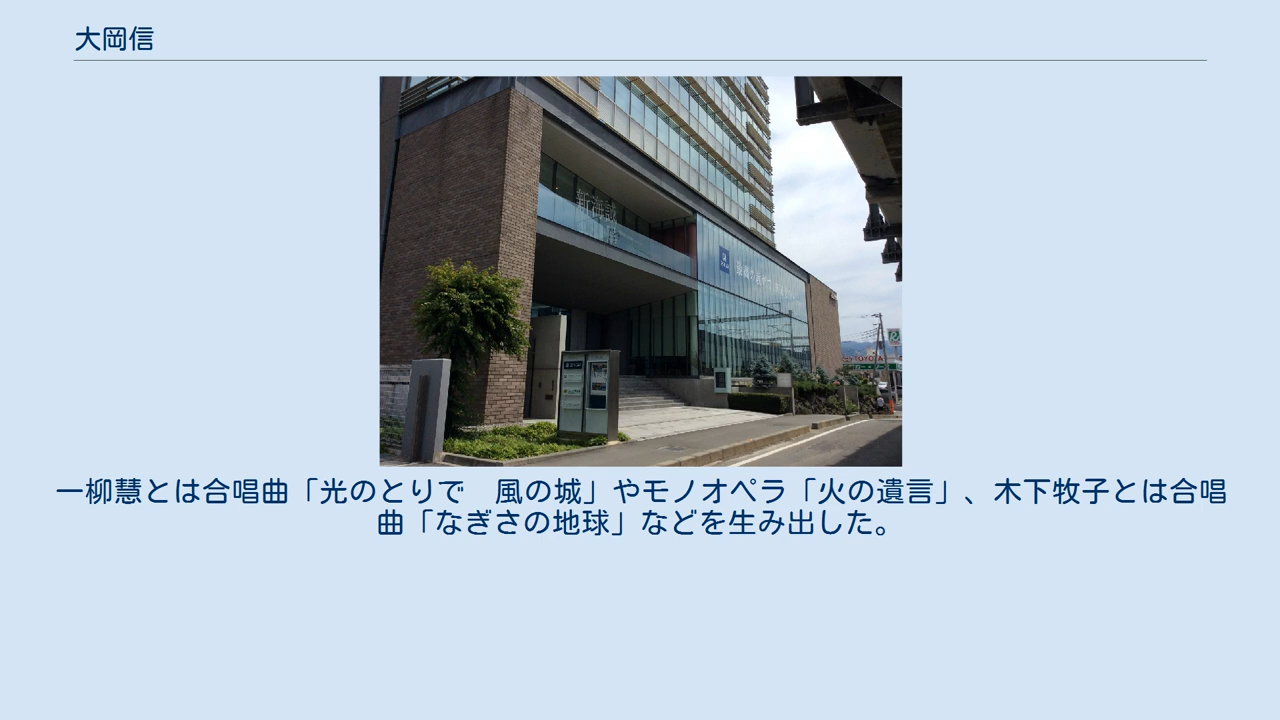 大岡信
TOYOTA
一柳慧とは合唱曲「光のとりで　風の城」やモノオペラ「火の遺言」、木下牧子とは合唱
曲「なぎさの地球」などを生み出した。